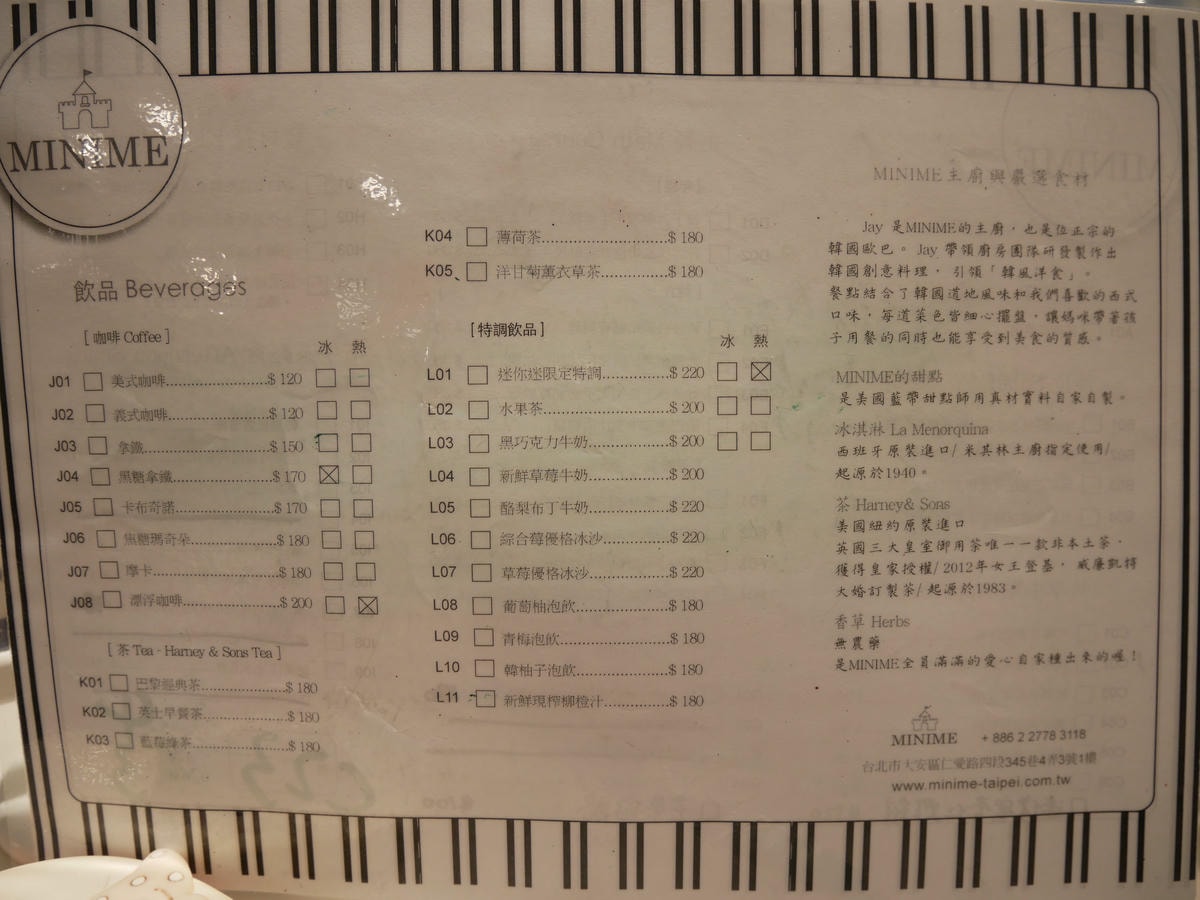 MINIME
飲品 Beverages
[ 咖啡 Coffee ]
冰 熱
J01 美式咖啡 $ 120
J02 義式咖啡 $ 120
J03 拿鐵 $ 150
J04 黑糖拿鐵 $ 170
J05 卡布奇諾 $ 170
J06 焦糖瑪奇朵 $ 180
J07 摩卡 $ 180
J08 漂浮咖啡 $ 200
[ 茶 Tea - Harney & Sons Tea ]
K01 巴黎經典茶 $ 180
K02 英士早餐茶 $ 180
K03 藍莓綠茶 $ 180
K04 薄荷茶 $ 180
K05 洋甘菊薰衣草茶 $ 180
[ 特調飲品 ]
冰 熱
L01 迷你迷限定特調 $ 220
L02 水果茶 $ 200
L03 黑巧克力牛奶 $ 200
L04 新鮮草莓牛奶 $ 200
L05 酪梨布丁牛奶 $ 220
L06 綜合莓優格冰沙 $ 220
L07 草莓優格冰沙 $ 220
L08 葡萄柚泡飲 $ 180
L09 青梅泡飲 $ 180
L10 韓柚子泡飲 $ 180
L11 新鮮現榨柳橙汁 $ 180
MINIME主廚與嚴選食材
Jay 是MINIME的主廚，也是位正宗的
韓國歐巴。Jay 帶領廚房團隊研發製作出
韓國創意料理，引領「韓風洋食」。
餐點結合了韓國道地風味和我們喜歡的西式
口味，每道菜色皆細心擺盤，讓媽咪帶著孩
子用餐的同時也能享受到美食的質感。
MINIME的甜點
是美國藍帶甜點師用真材實料自家自製。
冰淇淋 La Menorquina
西班牙原裝進口/ 米其林主廚指定使用/
起源於1940。
茶 Harney& Sons
美國紐約原裝進口
英國三大皇室御用茶唯一一款非本土茶，
獲得皇家授權/ 2012年女王登基，威廉凱特
大婚訂製茶/ 起源於1983。
香草 Herbs
無農藥
是MINIME全員滿滿的愛心自家種出來的喔！
MINIME + 886 2 2778 3118
台北市大安區仁愛路四段345巷4弄3號1樓
www.minime-taipei.com.tw